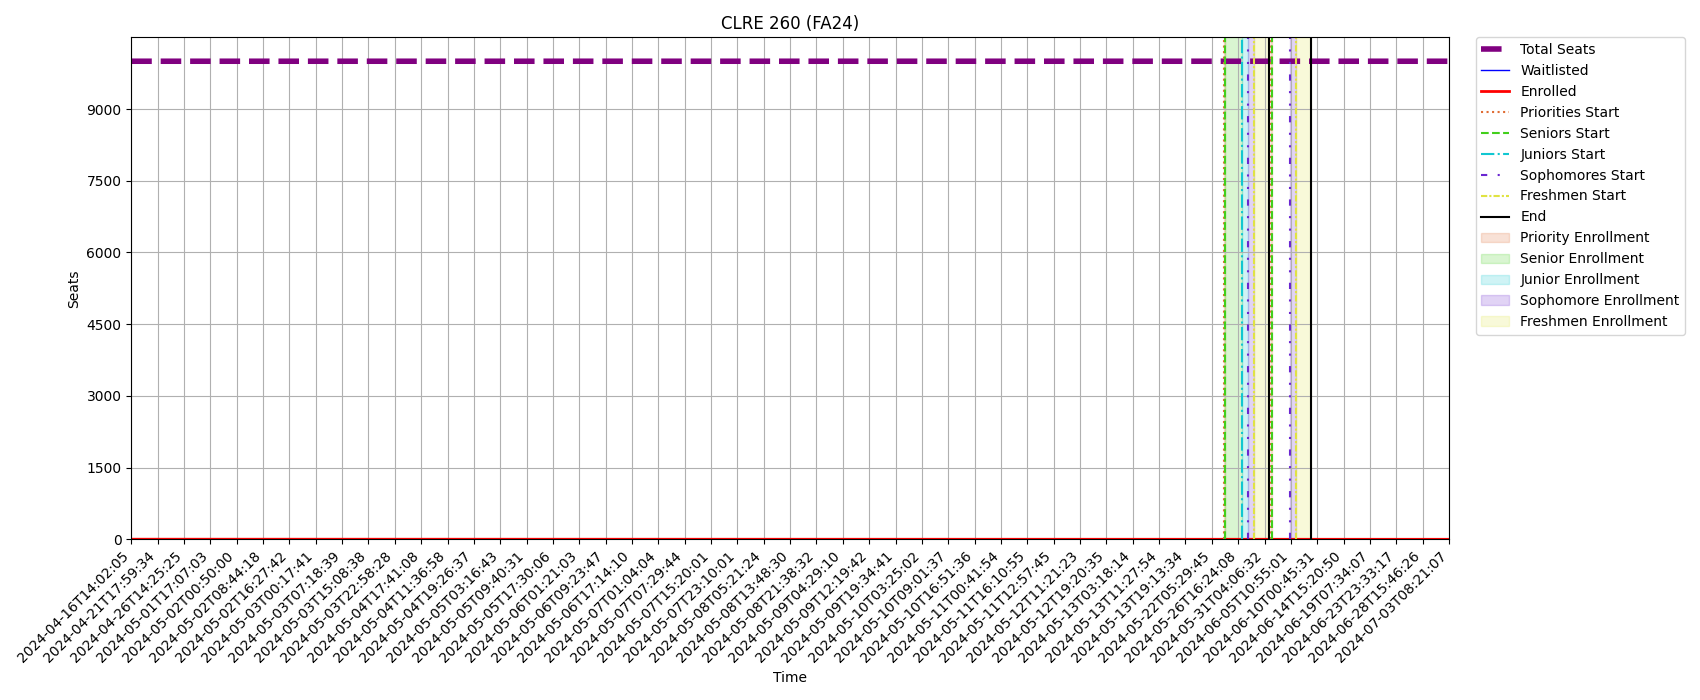 CLRE 260 (FA24)
Total Seats
Waitlisted
Enrolled
Priorities Start
Seniors Start
Juniors Start
Sophomores Start
Freshmen Start
End
Priority Enrollment
Senior Enrollment
Junior Enrollment
Sophomore Enrollment
Freshmen Enrollment
Seats
9000
7500
6000
4500
3000
1500
0
2024-04-16T14:02:05
2024-04-21T17:59:34
2024-04-26T14:25:25
2024-05-01T17:07:03
2024-05-02T00:50:00
2024-05-02T08:44:18
2024-05-02T16:27:42
2024-05-03T00:17:41
2024-05-03T07:18:39
2024-05-03T15:08:38
2024-05-03T22:58:28
2024-05-04T17:41:08
2024-05-04T11:36:58
2024-05-04T19:26:37
2024-05-05T03:16:43
2024-05-05T09:40:31
2024-05-05T17:30:06
2024-05-06T01:21:03
2024-05-06T09:23:47
2024-05-06T17:14:10
2024-05-07T01:04:04
2024-05-07T07:29:44
2024-05-07T15:20:01
2024-05-07T23:10:01
2024-05-08T05:21:24
2024-05-08T13:48:30
2024-05-08T21:38:32
2024-05-09T04:29:10
2024-05-09T12:19:42
2024-05-09T19:34:41
2024-05-10T03:25:02
2024-05-10T09:01:37
2024-05-10T16:51:36
2024-05-11T00:41:54
2024-05-11T16:10:55
2024-05-11T12:57:45
2024-05-12T11:21:23
2024-05-12T19:20:35
2024-05-13T03:18:14
2024-05-13T11:27:54
2024-05-13T19:13:34
2024-05-22T05:29:45
2024-05-26T16:24:08
2024-05-31T04:06:32
2024-06-05T10:55:01
2024-06-10T00:45:31
2024-06-14T15:20:50
2024-06-19T07:34:07
2024-06-23T23:33:17
2024-06-28T15:46:26
2024-07-03T08:21:07
Time